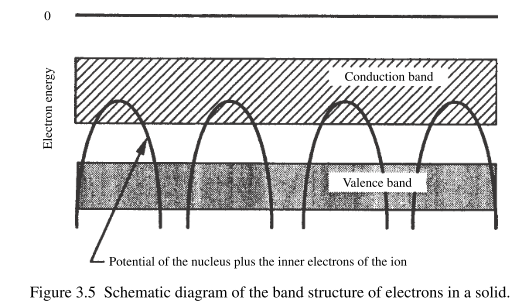 0
Conduction band
Electron energy
Valence band
Potential of the nucleus plus the inner electrons of the ion
Figure 3.5 Schematic diagram of the band structure of electrons in a solid.